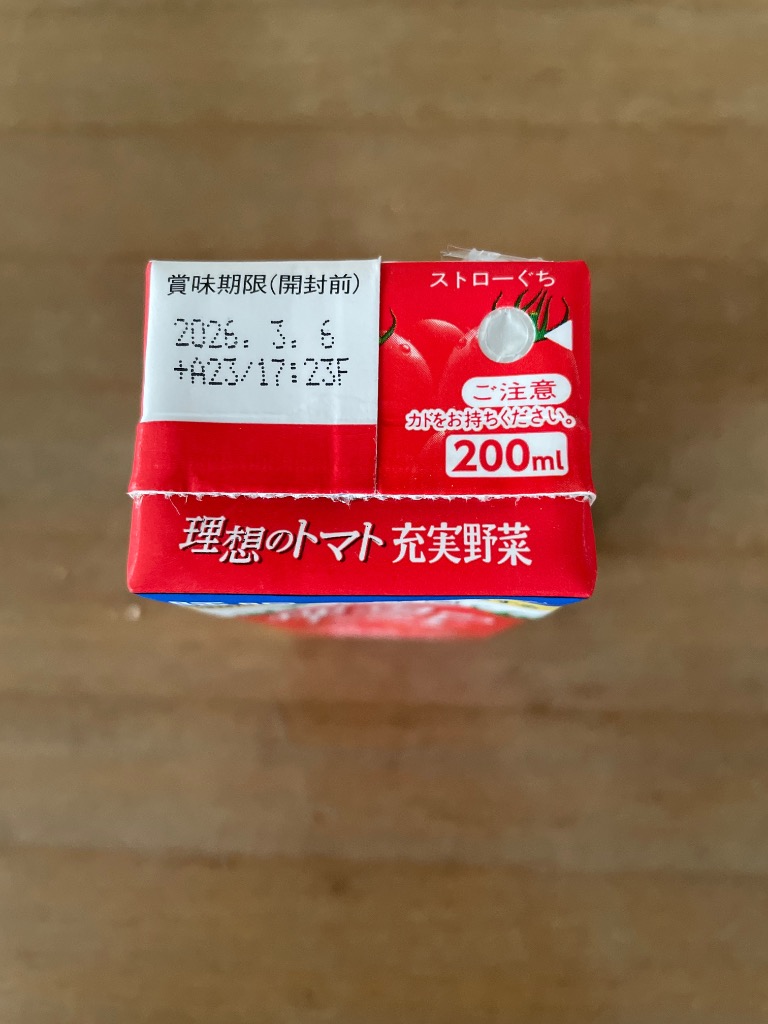 賞味期限(開封前)
2026. 3. 6
+A23/17:23F
ストローぐち
ご注意
カドをお持ちください。
200ml
理想のトマト 充実野菜